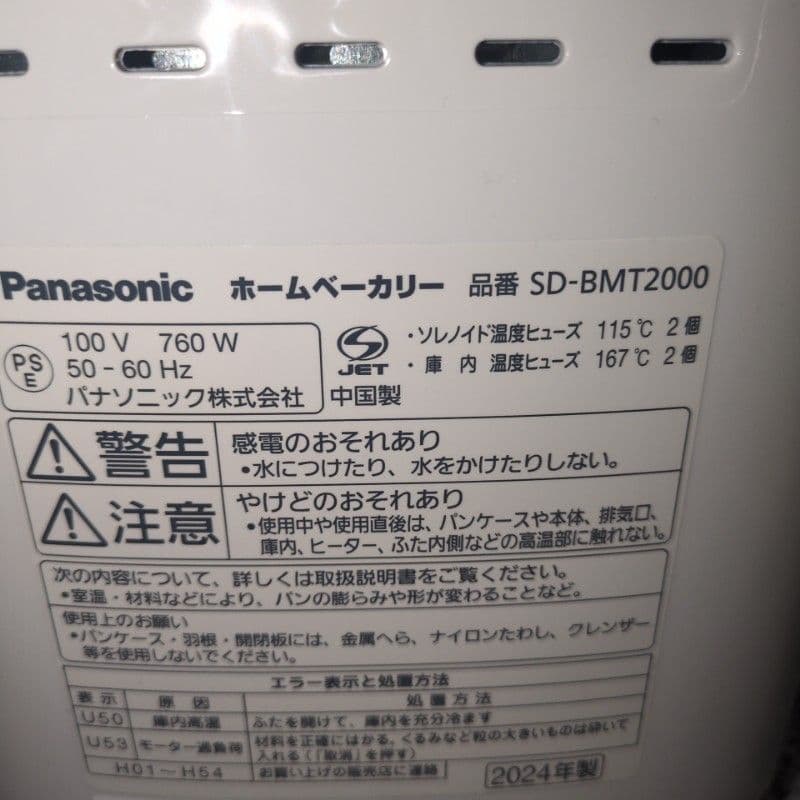 Panasonic ホームベーカリー 品番 SD-BMT2000
PSE
100 V 760 W
50 - 60 Hz
パナソニック株式会社
JET
中国製
・ソレノイド温度ヒューズ 115℃ 2個
・庫内 温度ヒューズ 167℃ 2個
警告
感電のおそれあり
•水につけたり、水をかけたりしない。
注意
やけどのおそれあり
•使用中や使用直後は、パンケースや本体、排気口、
庫内、ヒーター、ふた内側などの高温部に触れない。
次の内容について、詳しくは取扱説明書をご覧ください。
•室温・材料などにより、パンの膨らみや形が変わることなど。
使用上のお願い
•パンケース・羽根・開閉板には、金属へら、ナイロンたわし、クレンザー
等を使用しないでください。
エラー表示と処置方法
表示 原因 処置方法
U50 庫内高温 ふたを開けて、庫内を充分冷ます
U53 モーター過負荷 材料を正確にはかる。くるみなど粒の大きいものは砕いて
入れる(「取消」を押す)
H01〜H54 お買い上げの販売店に連絡
2024年製